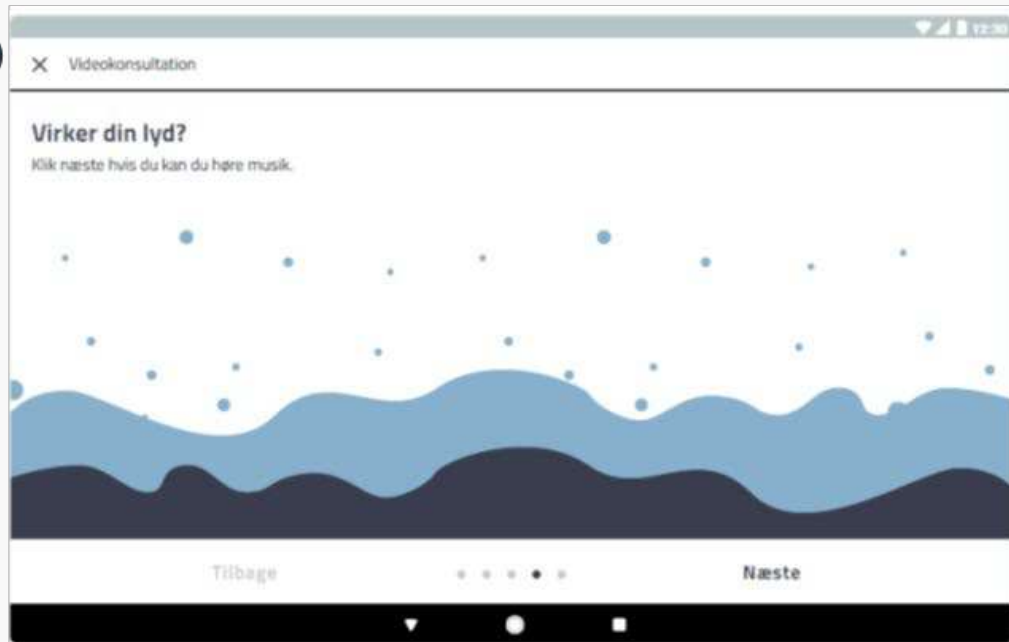 12:30
Videokonsultation
Virker din lyd?
Klik næste hvis du kan du høre musik.
Tilbage
Næste